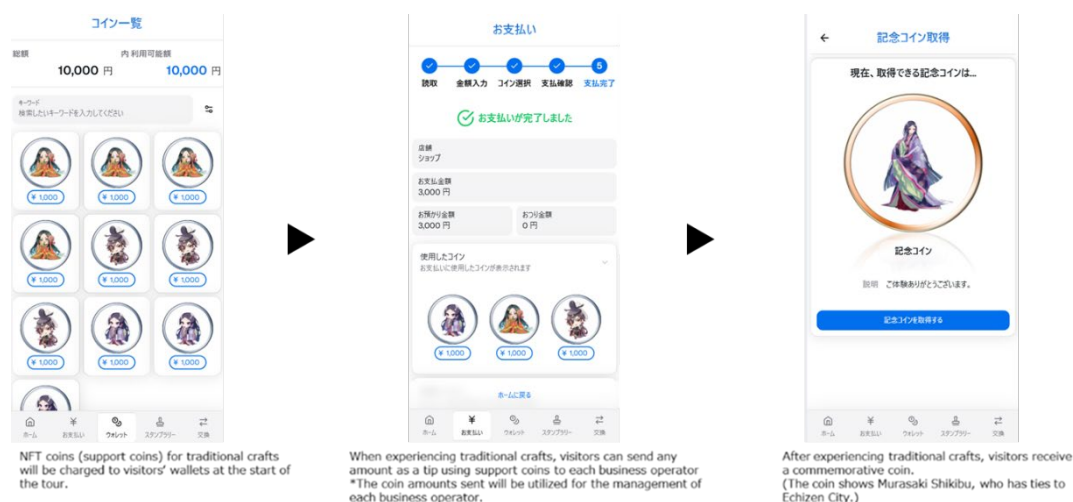 コイン一覧
総額 内 利用可能額
10,000 円 10,000 円
キーワード
検索したいキーワードを入力してください
¥ 1,000 ¥ 1,000 ¥ 1,000
¥ 1,000 ¥ 1,000 ¥ 1,000
¥ 1,000 ¥ 1,000 ¥ 1,000
ホーム お支払い ウォレット スタンプラリー 交換
NFT coins (support coins) for traditional crafts
will be charged to visitors' wallets at the start of
the tour.
お支払い
5
読取 金額入力 コイン選択 支払確認 支払完了
お支払いが完了しました
店舗
ショップ
お支払金額
3,000 円
お預かり金額 おつり金額
3,000 円 0 円
使用したコイン
お支払いに使用したコインが表示されます
¥ 1,000 ¥ 1,000 ¥ 1,000
ホームに戻る
ホーム お支払い ウォレット スタンプラリー 交換
When experiencing traditional crafts, visitors can send any
amount as a tip using support coins to each business operator
*The coin amounts sent will be utilized for the management of
each business operator.
記念コイン取得
現在、取得できる記念コインは...
記念コイン
説明 ご体験ありがとうございます。
記念コインを取得する
ホーム お支払い ウォレット スタンプラリー 交換
After experiencing traditional crafts, visitors receive
a commemorative coin.
(The coin shows Murasaki Shikibu, who has ties to
Echizen City.)